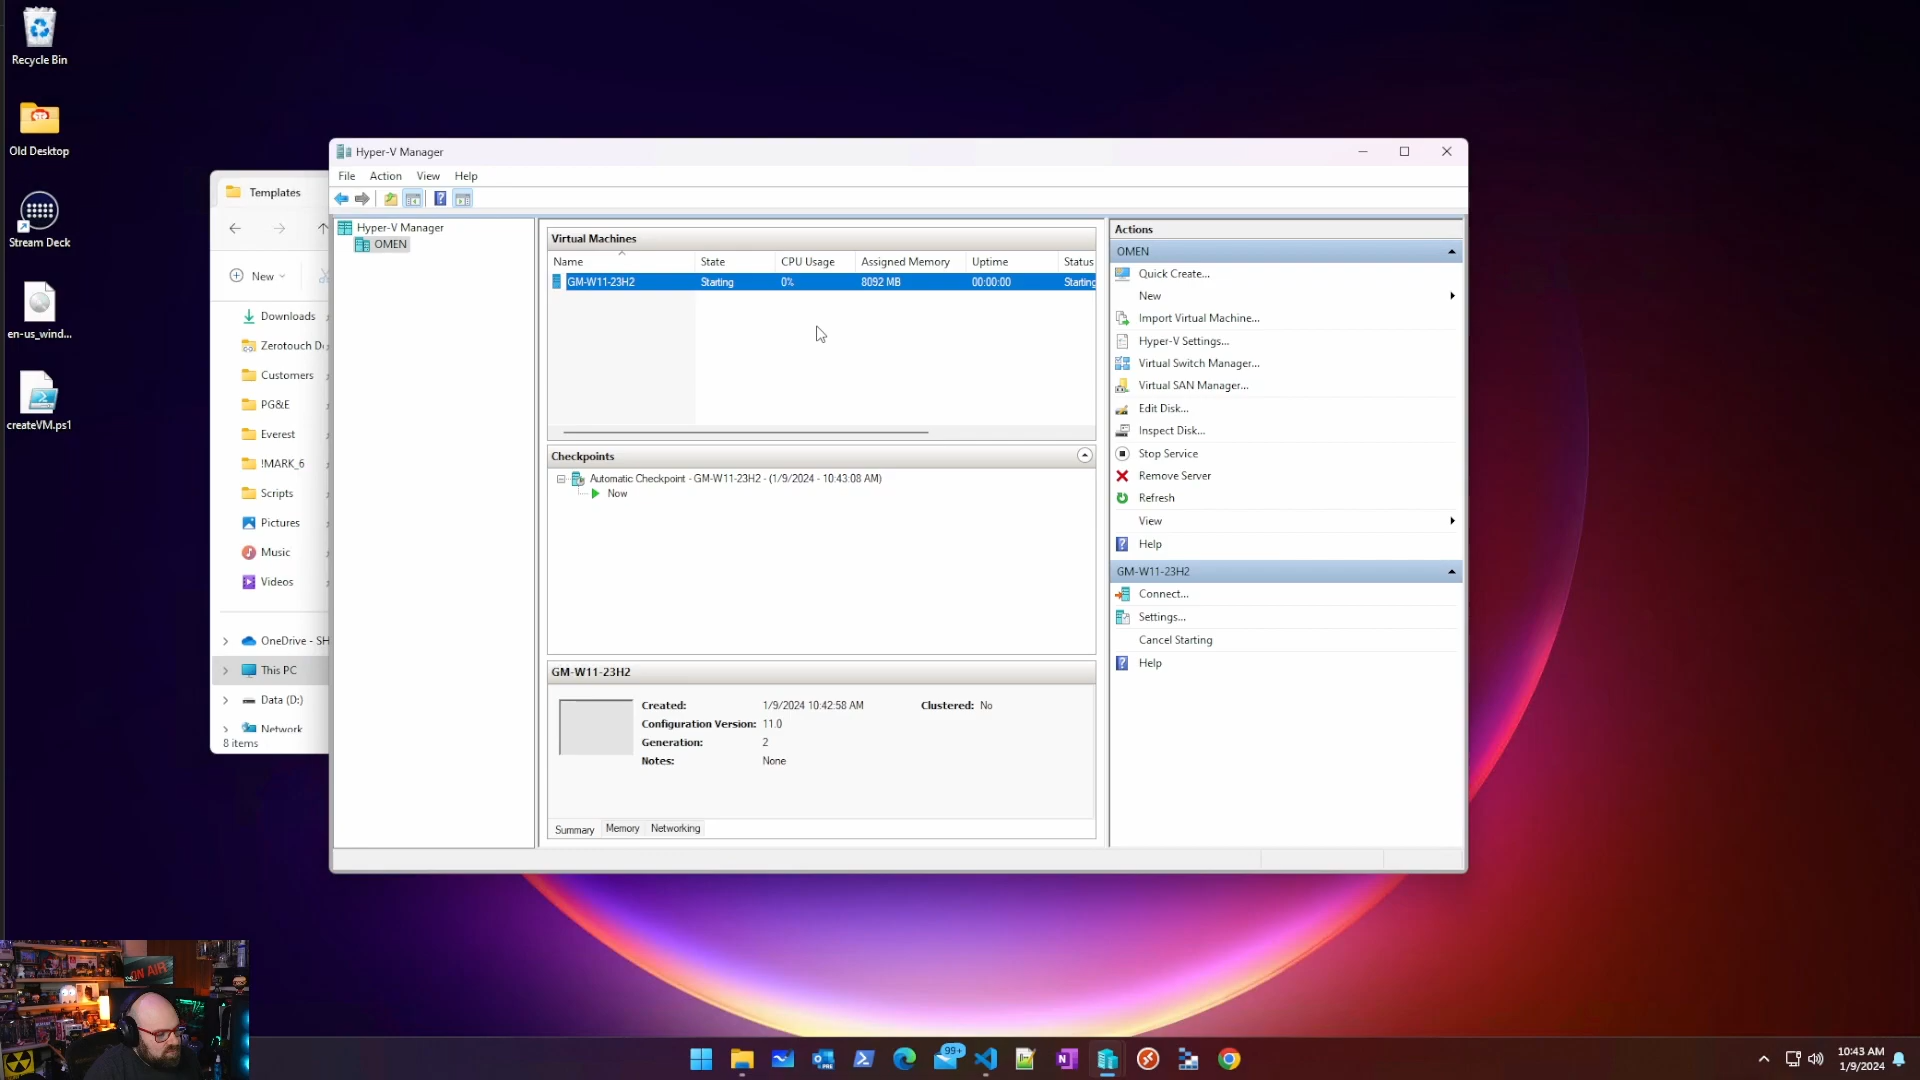 Recycle Bin
Old Desktop
Stream Deck
en-us_wind...
createVM.ps1
Templates
New
Downloads
Zerotouch D
Customers
PG&E
Everest
!MARK_6
Scripts
Pictures
Music
Videos
OneDrive - SH
This PC
Data (D:)
Network
8 items
Hyper-V Manager
File Action View Help
Hyper-V Manager
OMEN
Virtual Machines
Name State CPU Usage Assigned Memory Uptime Status
GM-W11-23H2 Starting 0% 8092 MB 00:00:00 Starting
Checkpoints
Automatic Checkpoint - GM-W11-23H2 - (1/9/2024 - 10:43:08 AM)
Now
GM-W11-23H2
Created: 1/9/2024 10:42:58 AM Clustered: No
Configuration Version: 11.0
Generation: 2
Notes: None
Summary Memory Networking
Actions
OMEN
Quick Create...
New
Import Virtual Machine...
Hyper-V Settings...
Virtual Switch Manager...
Virtual SAN Manager...
Edit Disk...
Inspect Disk...
Stop Service
Remove Server
Refresh
View
Help
GM-W11-23H2
Connect...
Settings...
Cancel Starting
Help
ON AIR
99+
10:43 AM
1/9/2024